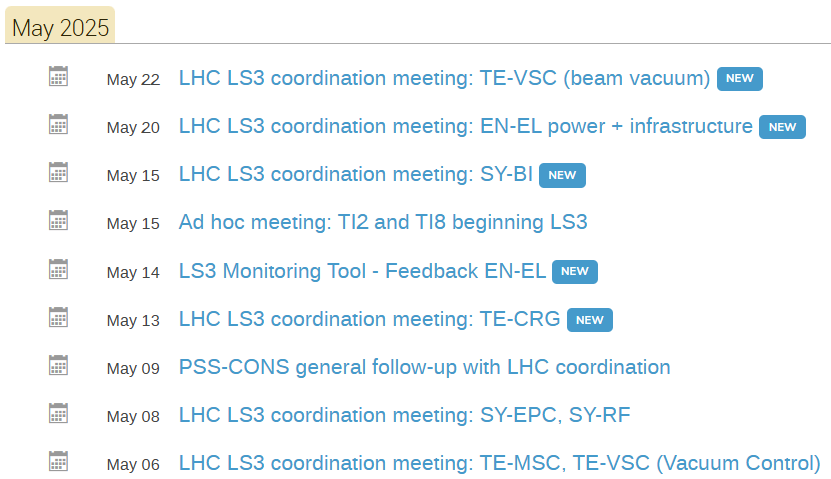 May 2025
May 22 LHC LS3 coordination meeting: TE-VSC (beam vacuum) NEW
May 20 LHC LS3 coordination meeting: EN-EL power + infrastructure NEW
May 15 LHC LS3 coordination meeting: SY-BI NEW
May 15 Ad hoc meeting: TI2 and TI8 beginning LS3
May 14 LS3 Monitoring Tool - Feedback EN-EL NEW
May 13 LHC LS3 coordination meeting: TE-CRG NEW
May 09 PSS-CONS general follow-up with LHC coordination
May 08 LHC LS3 coordination meeting: SY-EPC, SY-RF
May 06 LHC LS3 coordination meeting: TE-MSC, TE-VSC (Vacuum Control)